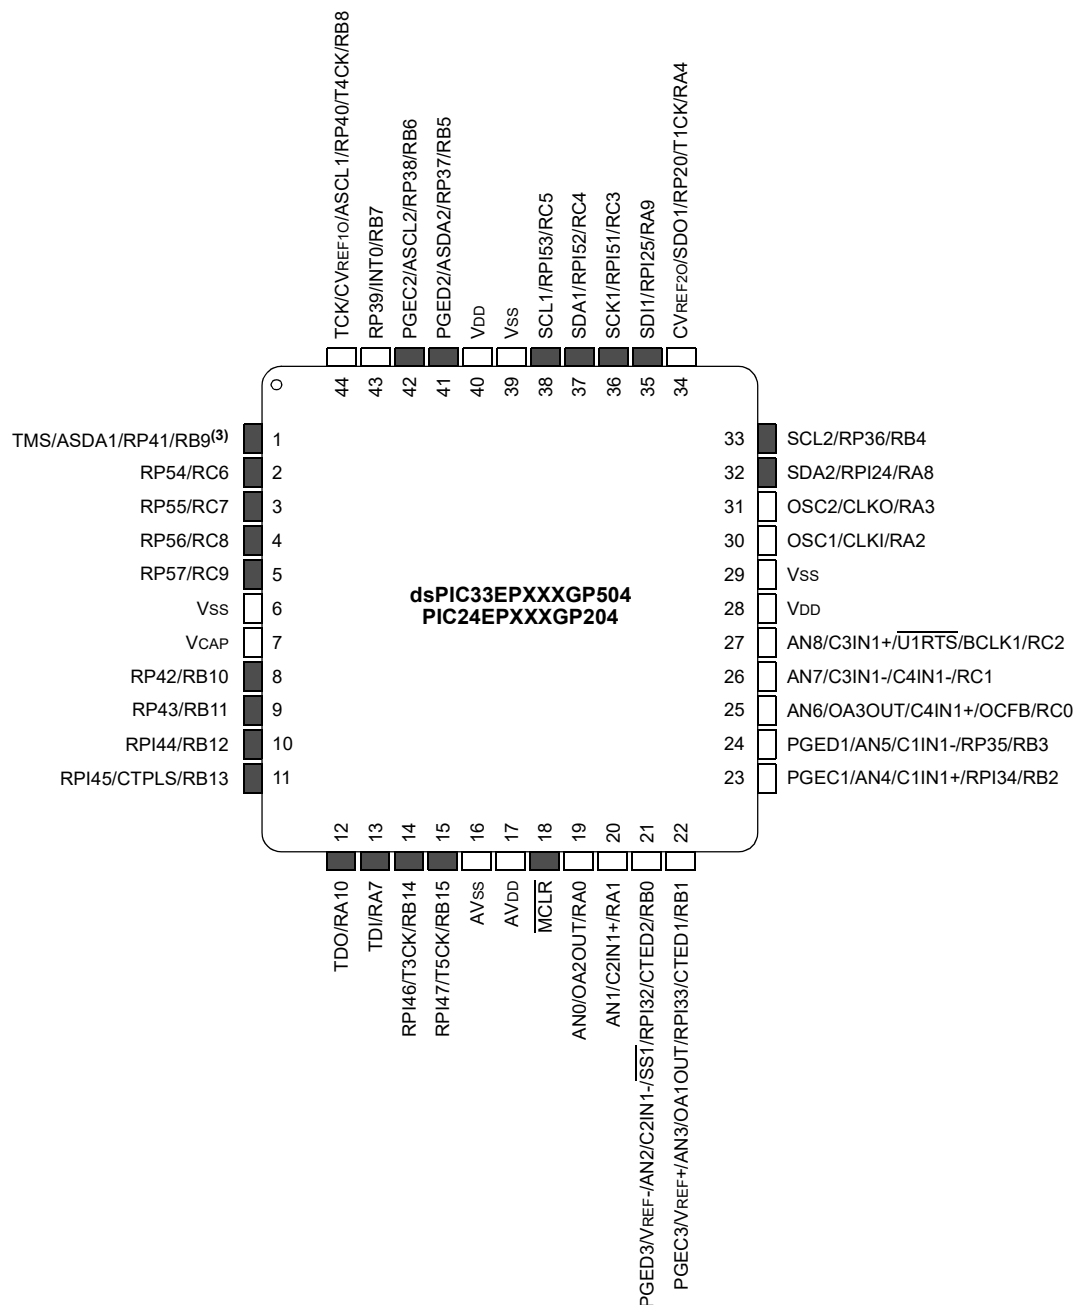 TCK/CVREF1O/ASCL1/RP40/T4CK/RB8
RP39/INT0/RB7
PGEC2/ASCL2/RP38/RB6
PGED2/ASDA2/RP37/RB5
VDD
VSS
SCL1/RPI53/RC5
SDA1/RPI52/RC4
SCK1/RPI51/RC3
SDI1/RPI25/RA9
CVREF2O/SDO1/RP20/T1CK/RA4
44 43 42 41 40 39 38 37 36 35 34
TMS/ASDA1/RP41/RB9(3) 1
RP54/RC6 2
RP55/RC7 3
RP56/RC8 4
RP57/RC9 5
VSS 6
VCAP 7
RP42/RB10 8
RP43/RB11 9
RPI44/RB12 10
RPI45/CTPLS/RB13 11
dsPIC33EPXXXGP504
PIC24EPXXXGP204
33 SCL2/RP36/RB4
32 SDA2/RPI24/RA8
31 OSC2/CLKO/RA3
30 OSC1/CLKI/RA2
29 VSS
28 VDD
27 AN8/C3IN1+/U1RTS/BCLK1/RC2
26 AN7/C3IN1-/C4IN1-/RC1
25 AN6/OA3OUT/C4IN1+/OCFB/RC0
24 PGED1/AN5/C1IN1-/RP35/RB3
23 PGEC1/AN4/C1IN1+/RPI34/RB2
12 13 14 15 16 17 18 19 20 21 22
TDO/RA10
TDI/RA7
RPI46/T3CK/RB14
RPI47/T5CK/RB15
AVSS
AVDD
MCLR
AN0/OA2OUT/RA0
AN1/C2IN1+/RA1
PGED3/VREF-/AN2/C2IN1-/SS1/RPI32/CTED2/RB0
PGEC3/VREF+/AN3/OA1OUT/RPI33/CTED1/RB1